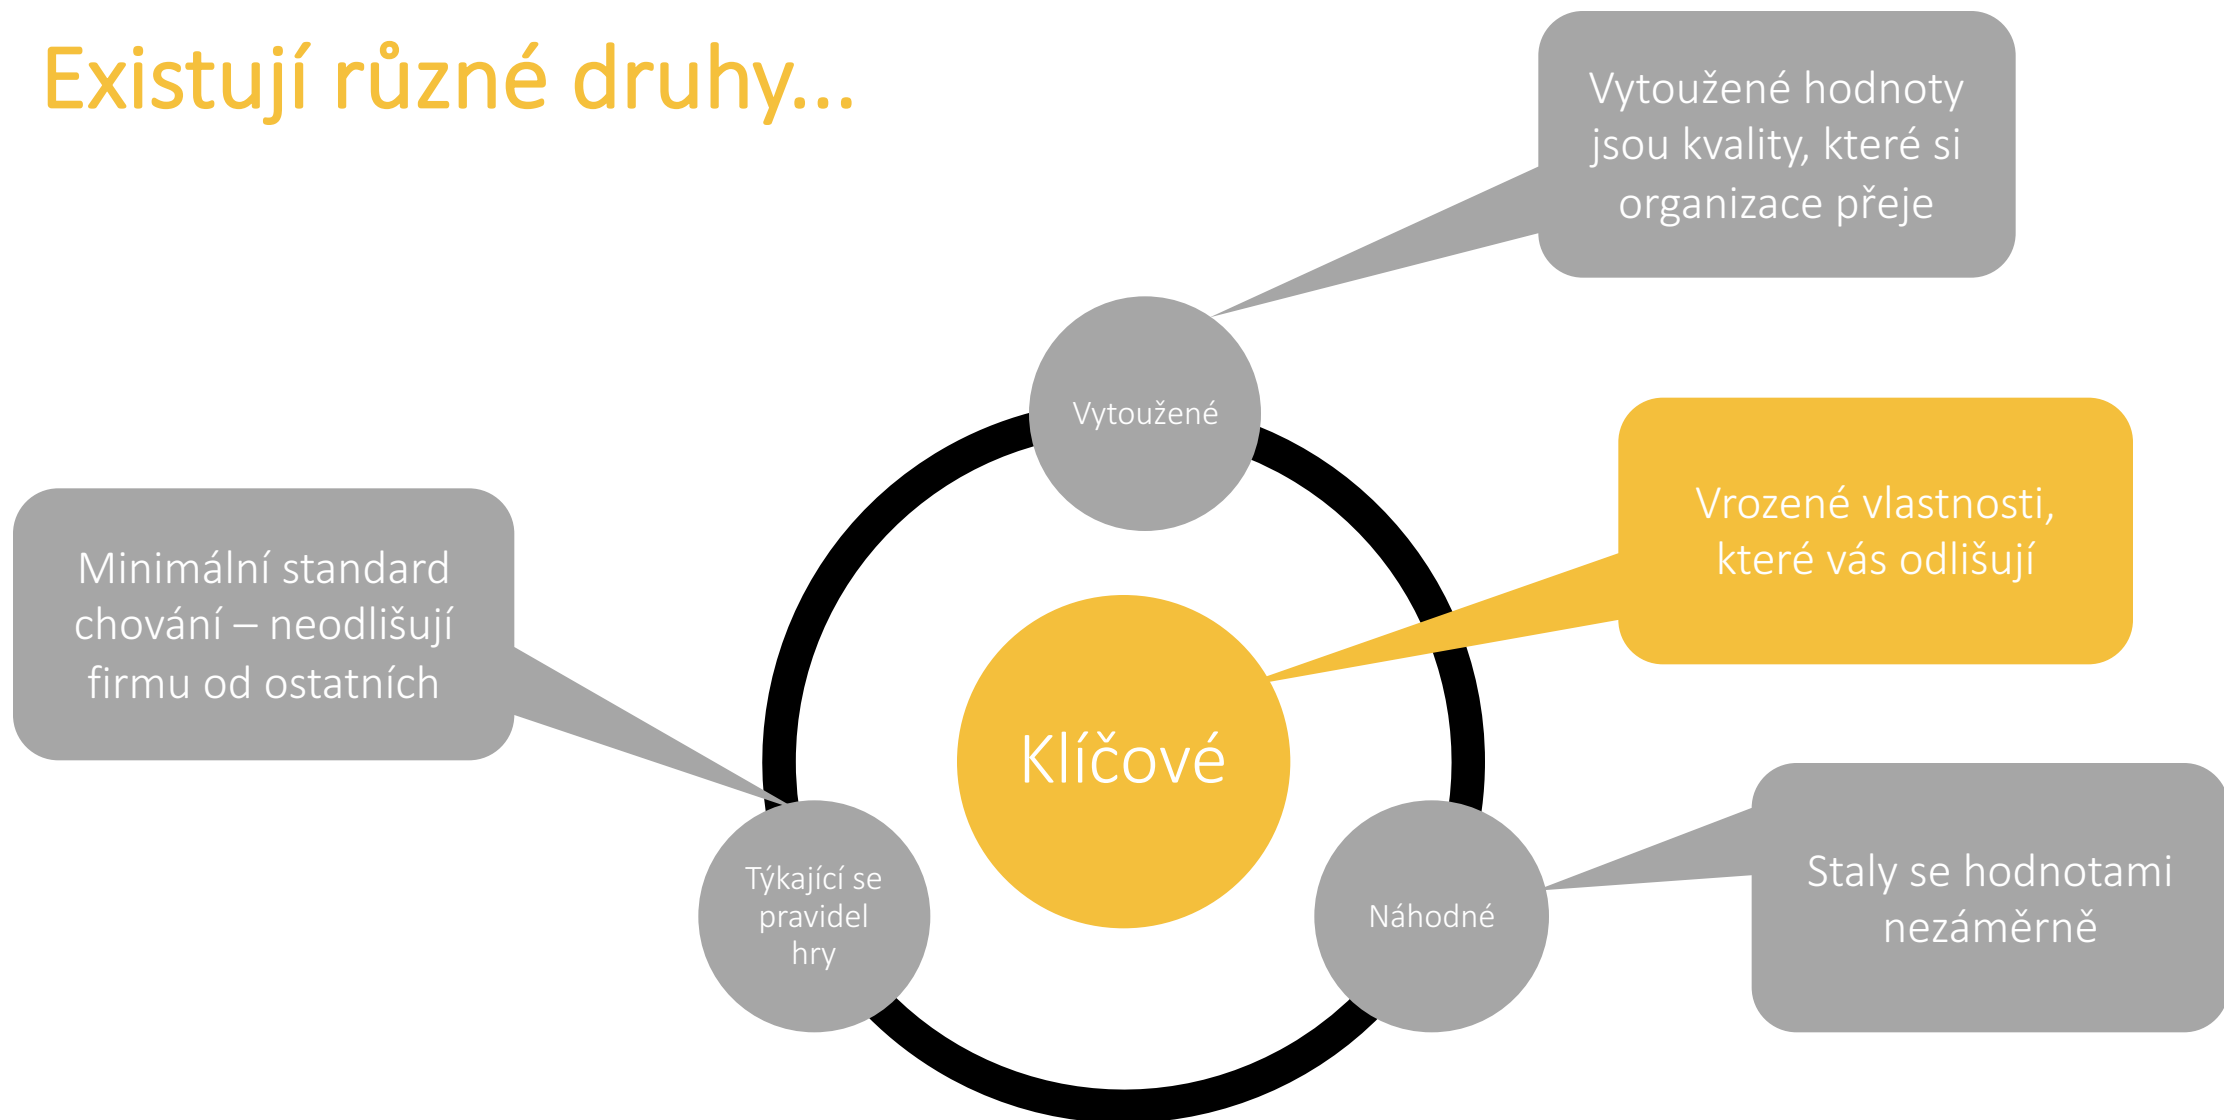 Existují různé druhy...
Vytoužené hodnoty
jsou kvality, které si
organizace přeje
Vytoužené
Vrozené vlastnosti,
které vás odlišují
Minimální standard
chování – neodlišují
firmu od ostatních
Klíčové
Týkající se
pravidel
hry
Náhodné
Staly se hodnotami
nezáměrně